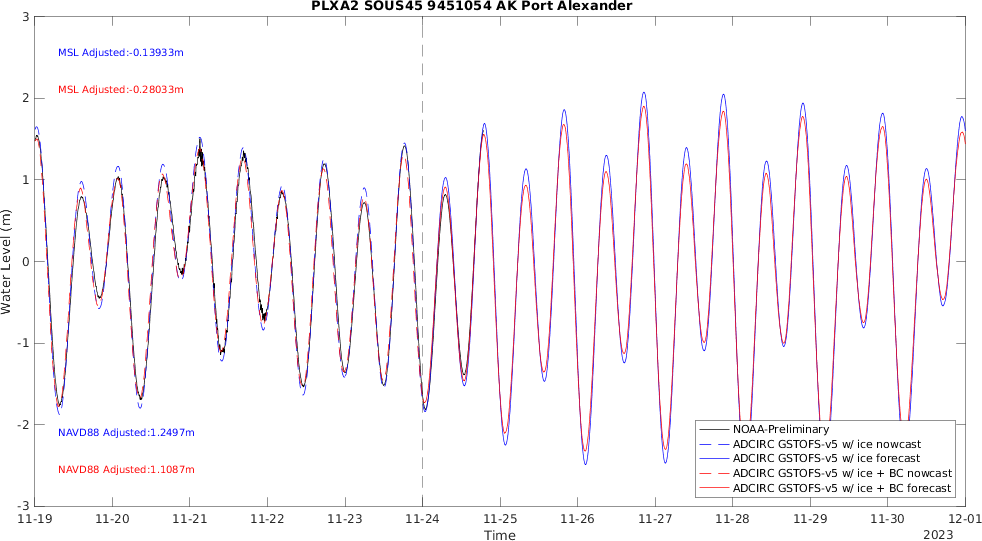 PLXA2 SOUS45 9451054 AK Port Alexander
3
2
1
0
-1
-2
-3
Water Level (m)
MSL Adjusted:-0.13933m
MSL Adjusted:-0.28033m
NAVD88 Adjusted:1.2497m
NAVD88 Adjusted:1.1087m
NOAA-Preliminary
ADCIRC GSTOFS-v5 w/ ice nowcast
ADCIRC GSTOFS-v5 w/ ice forecast
ADCIRC GSTOFS-v5 w/ ice + BC nowcast
ADCIRC GSTOFS-v5 w/ ice + BC forecast
11-19 11-20 11-21 11-22 11-23 11-24 11-25 11-26 11-27 11-28 11-29 11-30 12-01
Time
2023